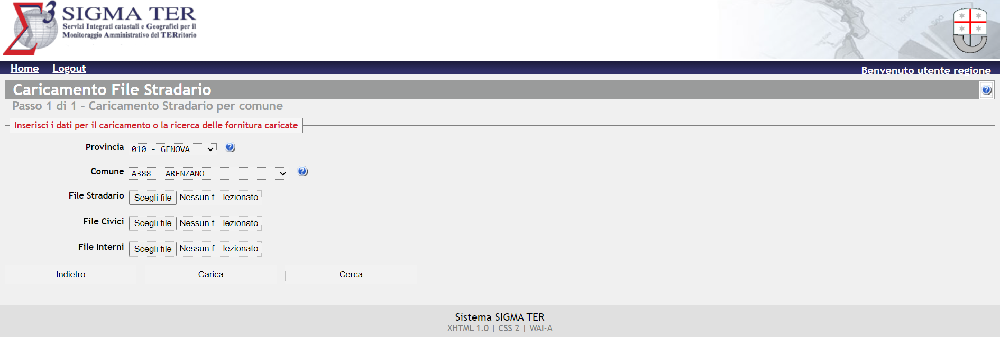 SIGMA TER
Servizi Integrati catastali e Geografici per il
Monitoraggio Amministrativo del TERritorio
Home Logout
Benvenuto utente regione
Caricamento File Stradario
Passo 1 di 1 - Caricamento Stradario per comune
Inserisci i dati per il caricamento o la ricerca delle fornitura caricate
Provincia 010 - GENOVA
Comune A388 - ARENZANO
File Stradario Scegli file Nessun f...lezionato
File Civici Scegli file Nessun f...lezionato
File Interni Scegli file Nessun f...lezionato
Indietro Carica Cerca
Sistema SIGMA TER
XHTML 1.0 | CSS 2 | WAI-A